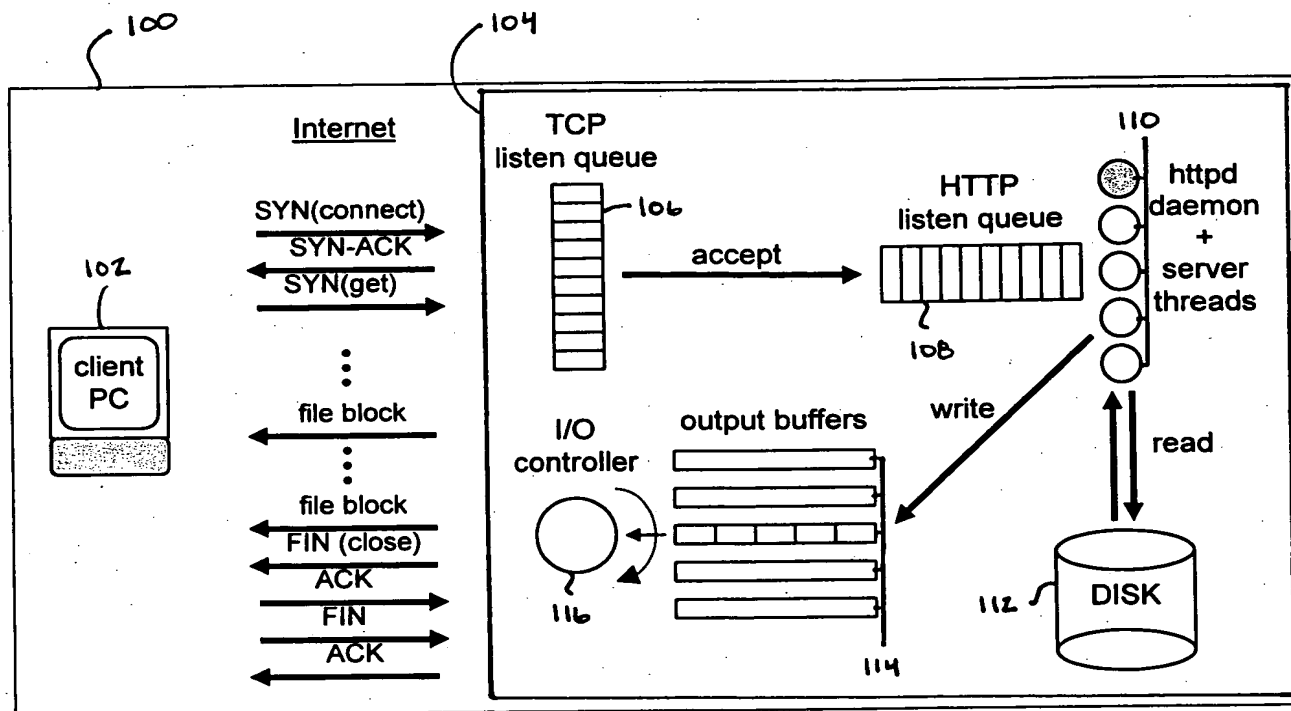 100
104
Internet
SYN(connect)
SYN-ACK
SYN(get)
102
client
PC
file block
file block
FIN (close)
ACK
FIN
ACK
TCP
listen queue
106
accept
HTTP
listen queue
108
110
httpd
daemon
+
server
threads
write
read
I/O
controller
116
output buffers
114
112
DISK